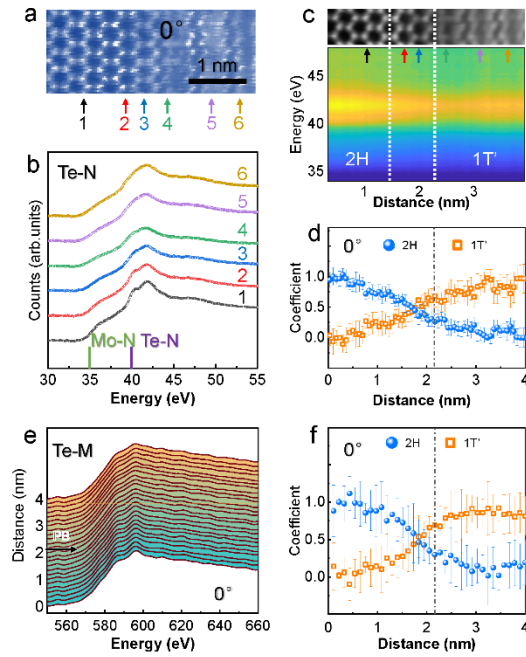 a
0°
1 nm
1 2 3 4 5 6
b
Te-N
6
5
4
3
2
1
Mo-N Te-N
Counts (arb.units)
30 35 40 45 50 55
Energy (eV)
c
45
40
35
Energy (eV)
2H 1T'
1 2 3
Distance (nm)
d
0° 2H 1T'
1.0
0.5
0.0
Coefficient
0 1 2 3 4
Distance (nm)
e
Te-M
4
3
2
1
0
PB
0°
Distance (nm)
560 580 600 620 640 660
Energy (eV)
f
0°
2H 1T'
1.0
0.5
0.0
Coefficient
0 1 2 3 4
Distance (nm)